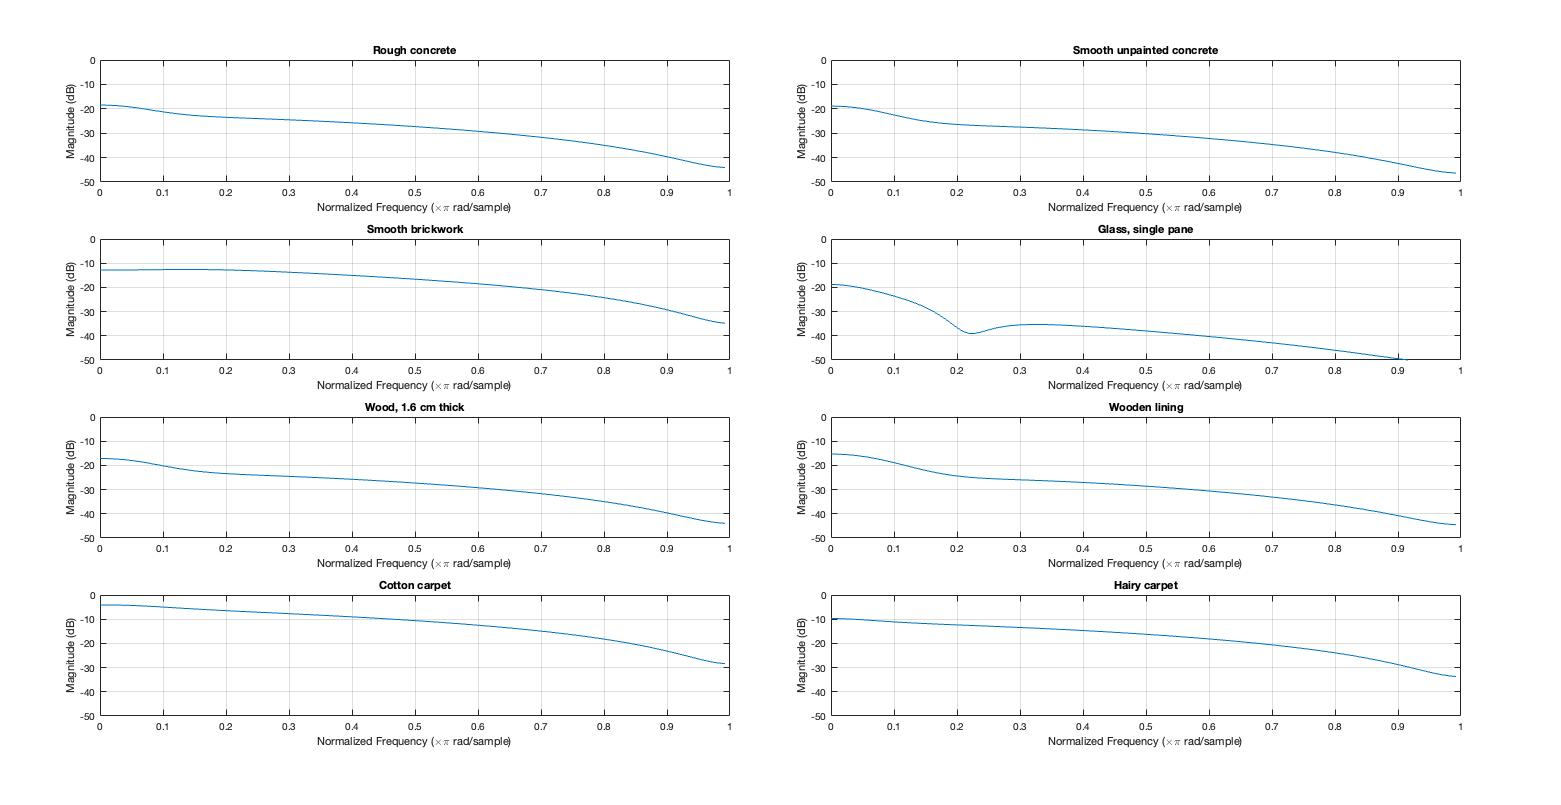 Rough concrete
0
-10
-20
-30
-40
-50
Magnitude (dB)
0 0.1 0.2 0.3 0.4 0.5 0.6 0.7 0.8 0.9 1
Normalized Frequency (×π rad/sample)
Smooth unpainted concrete
0
-10
-20
-30
-40
-50
Magnitude (dB)
0 0.1 0.2 0.3 0.4 0.5 0.6 0.7 0.8 0.9 1
Normalized Frequency (×π rad/sample)
Smooth brickwork
0
-10
-20
-30
-40
-50
Magnitude (dB)
0 0.1 0.2 0.3 0.4 0.5 0.6 0.7 0.8 0.9 1
Normalized Frequency (×π rad/sample)
Glass, single pane
0
-10
-20
-30
-40
-50
Magnitude (dB)
0 0.1 0.2 0.3 0.4 0.5 0.6 0.7 0.8 0.9 1
Normalized Frequency (×π rad/sample)
Wood, 1.6 cm thick
0
-10
-20
-30
-40
-50
Magnitude (dB)
0 0.1 0.2 0.3 0.4 0.5 0.6 0.7 0.8 0.9 1
Normalized Frequency (×π rad/sample)
Wooden lining
0
-10
-20
-30
-40
-50
Magnitude (dB)
0 0.1 0.2 0.3 0.4 0.5 0.6 0.7 0.8 0.9 1
Normalized Frequency (×π rad/sample)
Cotton carpet
0
-10
-20
-30
-40
-50
Magnitude (dB)
0 0.1 0.2 0.3 0.4 0.5 0.6 0.7 0.8 0.9 1
Normalized Frequency (×π rad/sample)
Hairy carpet
0
-10
-20
-30
-40
-50
Magnitude (dB)
0 0.1 0.2 0.3 0.4 0.5 0.6 0.7 0.8 0.9 1
Normalized Frequency (×π rad/sample)